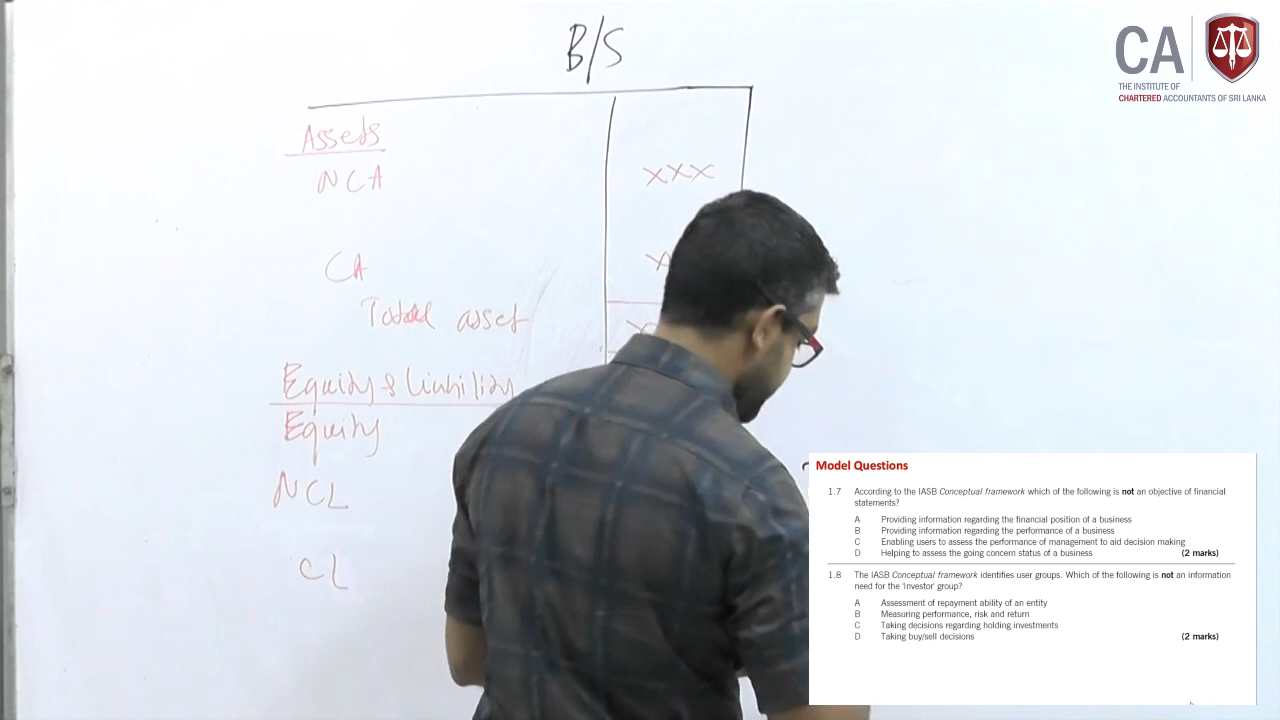 B/S
Assets
NCA xxx
CA
Total asset
Equity & Liability
Equity
NCL
CL
CA
THE INSTITUTE OF
CHARTERED ACCOUNTANTS OF SRI LANKA
Model Questions
1.7 According to the IASB Conceptual framework which of the following is not an objective of financial
statements?
A Providing information regarding the financial position of a business
B Providing information regarding the performance of a business
C Enabling users to assess the performance of management to aid decision making
D Helping to assess the going concern status of a business (2 marks)
1.8 The IASB Conceptual framework identifies user groups. Which of the following is not an information
need for the 'Investor' group?
A Assessment of repayment ability of an entity
B Measuring performance, risk and return
C Taking decisions regarding holding investments
D Taking buy/sell decisions (2 marks)